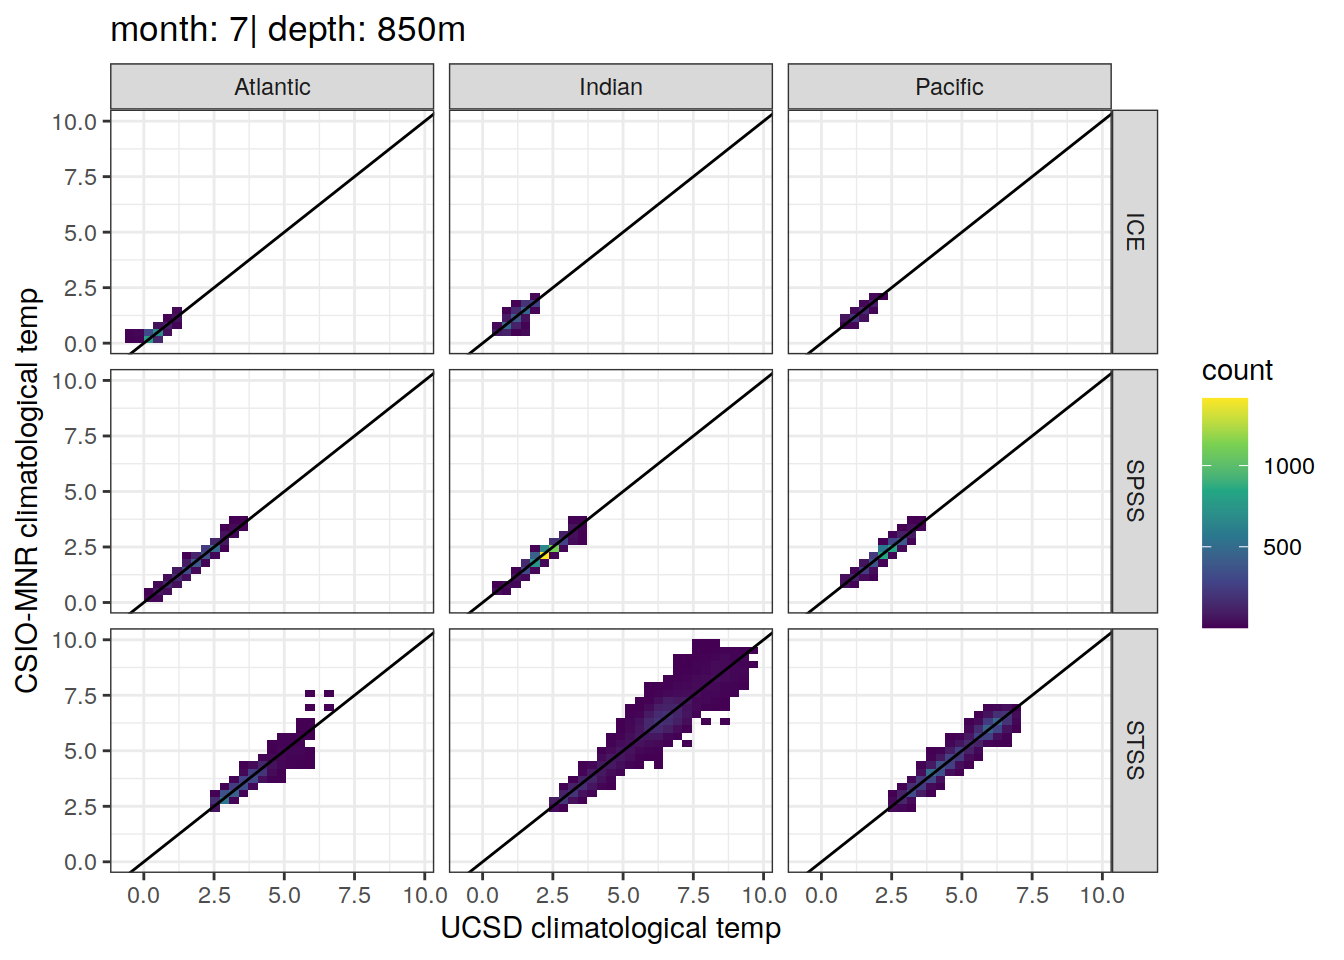 month: 7| depth: 850m
Atlantic
Indian
Pacific
10.0
7.5
5.0
2.5
0.0
ICE
10.0
7.5
5.0
2.5
0.0
SPSS
10.0
7.5
5.0
2.5
0.0
STSS
0.0 2.5 5.0 7.5 10.0
0.0 2.5 5.0 7.5 10.0
0.0 2.5 5.0 7.5 10.0
UCSD climatological temp
CSIO-MNR climatological temp
count
1000
500